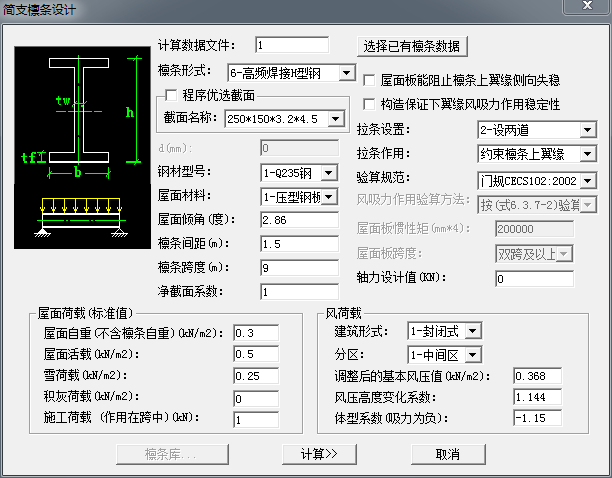 简支檩条设计
计算数据文件: 1 选择已有檩条数据
檩条形式: 6-高频焊接H型钢
屋面板能阻止檩条上翼缘侧向失稳
程序优选截面
构造保证下翼缘风吸力作用稳定性
截面名称: 250*150*3.2*4.5
拉条设置: 2-设两道
d(mm): 0
拉条作用: 约束檩条上翼缘
钢材型号: 1-Q235钢
验算规范: 门规CECS102:2002
屋面材料: 1-压型钢板
风吸力作用验算方法: 按(式6.3.7-2)验算
屋面倾角(度): 2.86
屋面板惯性矩(mm*4): 200000
檩条间距(m): 1.5
屋面板跨度: 双跨及以上
檩条跨度(m): 9
轴力设计值(KN): 0
净截面系数: 1
tw
h
tf
b
屋面荷载(标准值)
屋面自重(不含檩条自重)(kN/m2): 0.3
屋面活载(kN/m2): 0.5
雪荷载(kN/m2): 0.25
积灰荷载(kN/m2): 0
施工荷载 (作用在跨中)(kN): 1
风荷载
建筑形式: 1-封闭式
分区: 1-中间区
调整后的基本风压值(kN/m2): 0.368
风压高度变化系数: 1.144
体型系数(吸力为负): -1.15
檩条库... 计算>> 取消